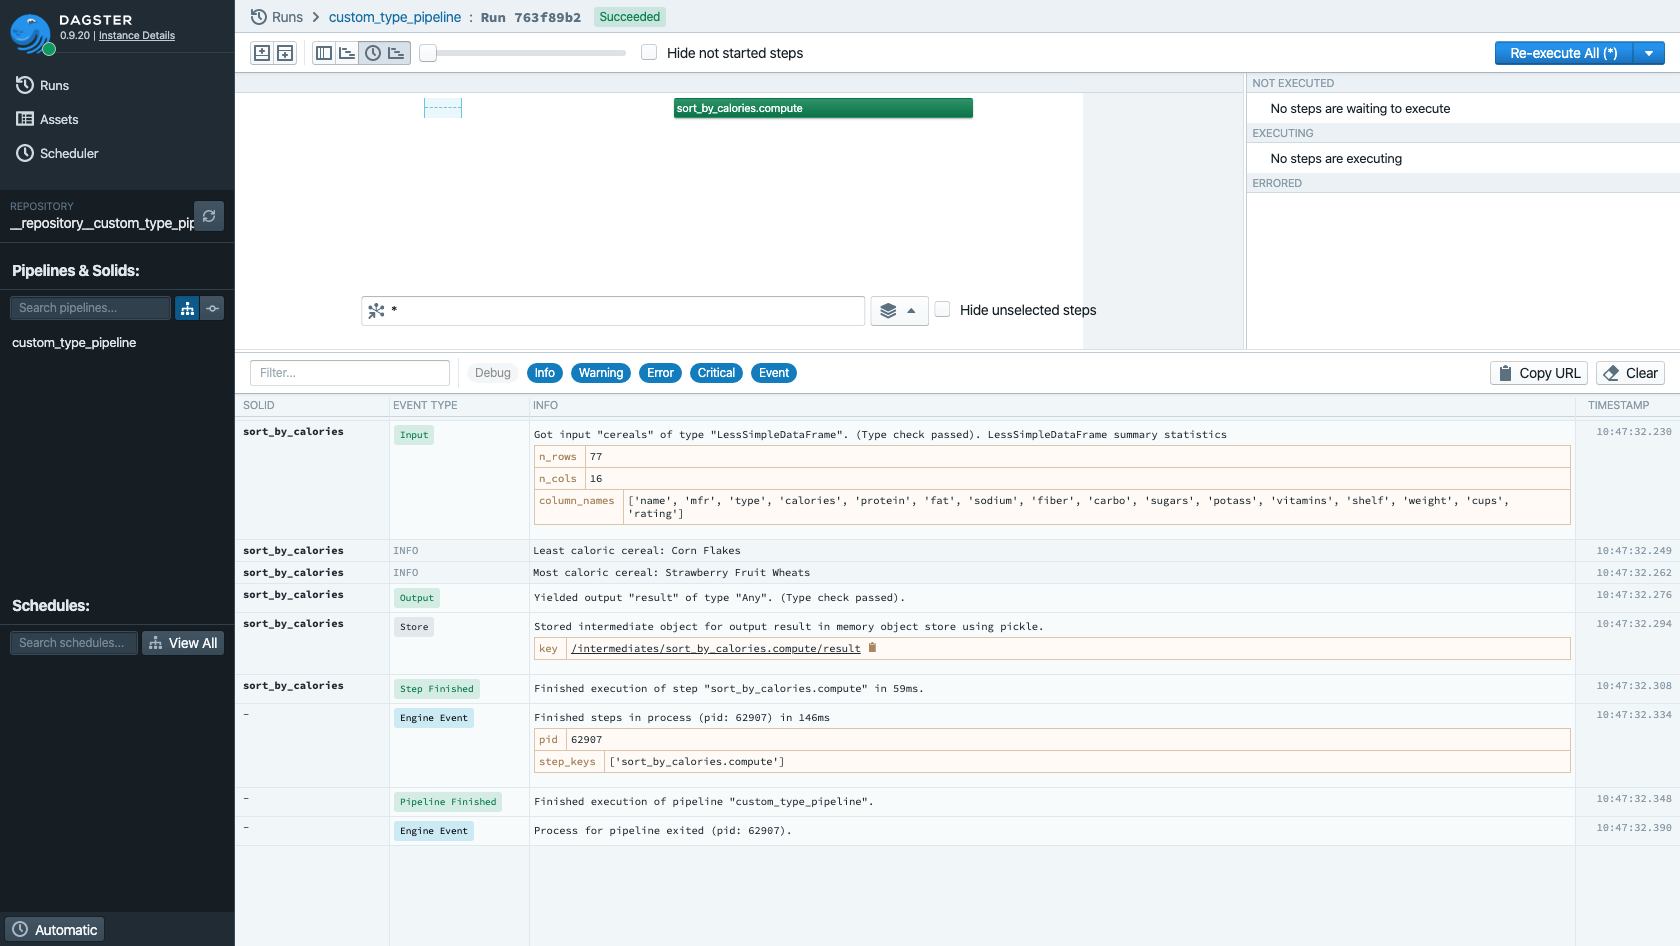 DAGSTER
0.9.20 | Instance Details
Runs
Assets
Scheduler
REPOSITORY
__repository__custom_type_pip
Pipelines & Solids:
Search pipelines...
custom_type_pipeline
Schedules:
Search schedules...
View All
Automatic
Runs > custom_type_pipeline : Run 763f89b2 Succeeded
Hide not started steps
Re-execute All (*)
sort_by_calories.compute
*
Hide unselected steps
NOT EXECUTED
No steps are waiting to execute
EXECUTING
No steps are executing
ERRORED
Filter...
Debug Info Warning Error Critical Event
Copy URL
Clear
SOLID EVENT TYPE INFO TIMESTAMP
sort_by_calories Input Got input "cereals" of type "LessSimpleDataFrame". (Type check passed). LessSimpleDataFrame summary statistics 10:47:32.230
n_rows 77
n_cols 16
column_names ['name', 'mfr', 'type', 'calories', 'protein', 'fat', 'sodium', 'fiber', 'carbo', 'sugars', 'potass', 'vitamins', 'shelf', 'weight', 'cups',
'rating']
sort_by_calories INFO Least caloric cereal: Corn Flakes 10:47:32.249
sort_by_calories INFO Most caloric cereal: Strawberry Fruit Wheats 10:47:32.262
sort_by_calories Output Yielded output "result" of type "Any". (Type check passed). 10:47:32.276
sort_by_calories Store Stored intermediate object for output result in memory object store using pickle. 10:47:32.294
key /intermediates/sort_by_calories.compute/result
sort_by_calories Step Finished Finished execution of step "sort_by_calories.compute" in 59ms. 10:47:32.308
- Engine Event Finished steps in process (pid: 62907) in 146ms 10:47:32.334
pid 62907
step_keys ['sort_by_calories.compute']
- Pipeline Finished Finished execution of pipeline "custom_type_pipeline". 10:47:32.348
- Engine Event Process for pipeline exited (pid: 62907). 10:47:32.390